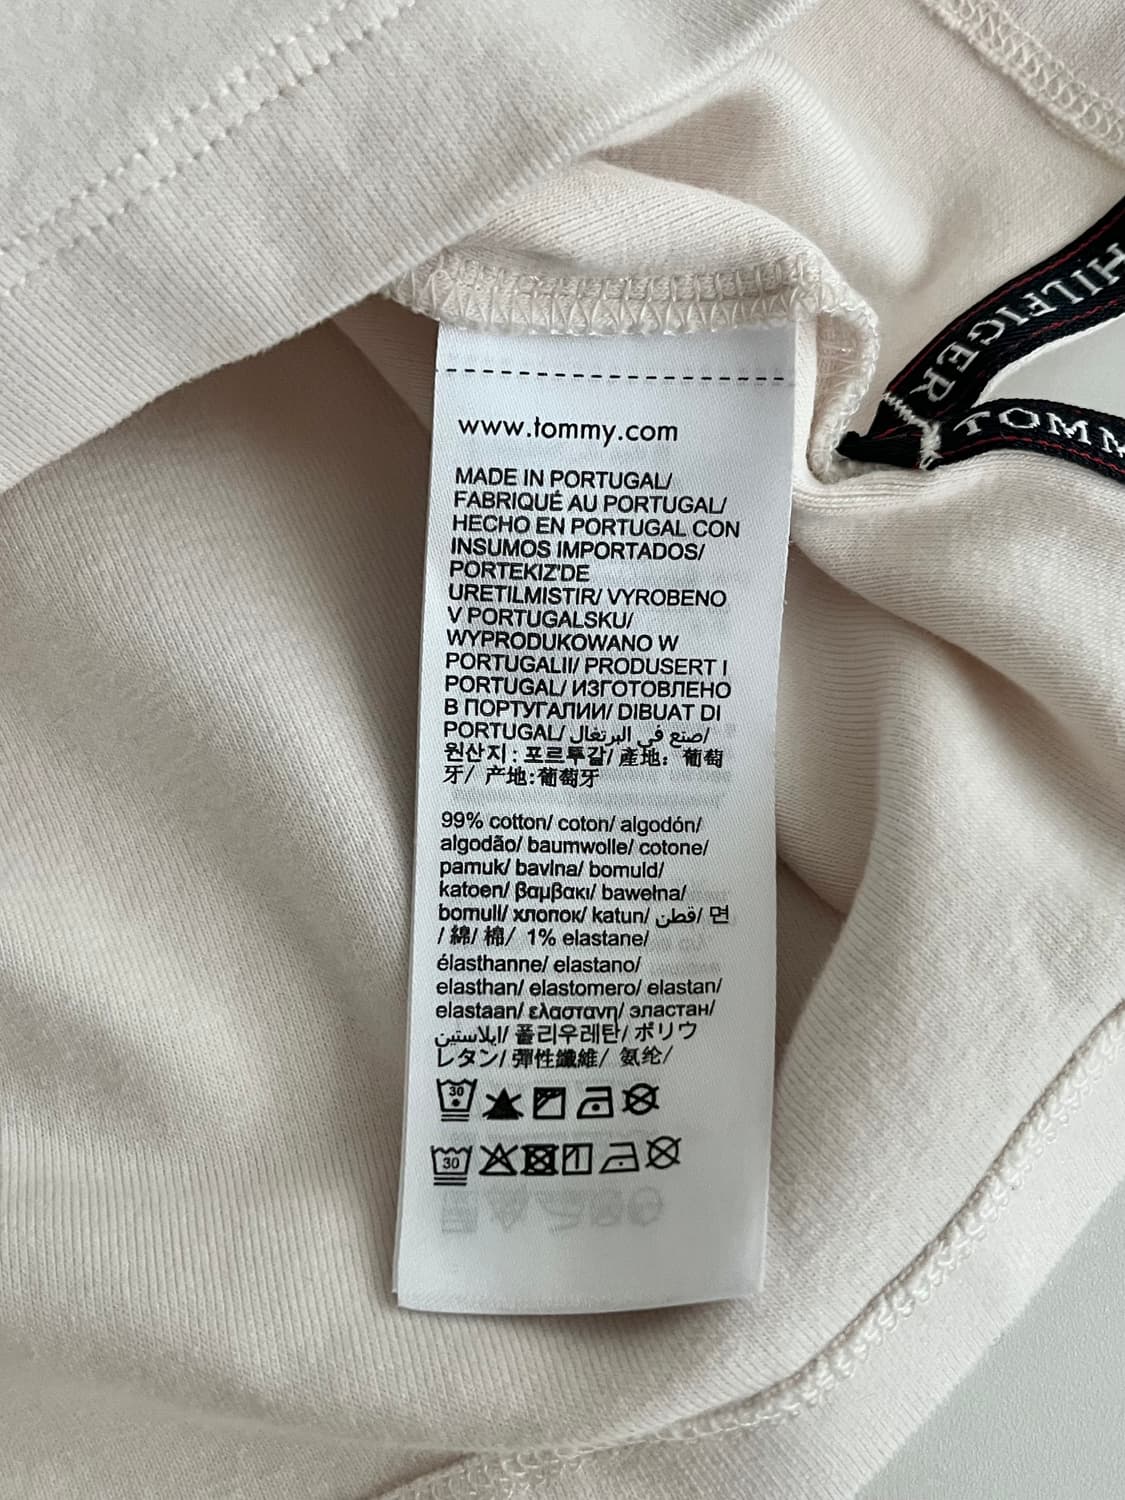 HILFIGER
TOMM
www.tommy.com
MADE IN PORTUGAL/
FABRIQUÉ AU PORTUGAL/
HECHO EN PORTUGAL CON
INSUMOS IMPORTADOS/
PORTEKIZ'DE
URETILMISTIR/ VYROBENO
V PORTUGALSKU/
WYPRODUKOWANO W
PORTUGALII/ PRODUSERT I
PORTUGAL/ ИЗГОТОВЛЕНО
В ПОРТУГАЛИИ/ DIBUAT DI
PORTUGAL/ صنع في البرتغال/
원산지: 포르투갈/ 產地: 葡萄
牙/ 产地:葡萄牙
99% cotton/ coton/ algodón/
algodão/ baumwolle/ cotone/
pamuk/ bavlna/ bomuld/
katoen/ βαμβακι/ bawełna/
bomull/ хлопок/ katun/ قطن/ 면
/ 綿/ 棉/ 1% elastane/
élasthanne/ elastano/
elasthan/ elastomero/ elastan/
elastaan/ ελαστανη/ эластан/
ايلاستين/ 폴리우레탄/ ポリウ
レタン/ 彈性纖維/ 氨纶/
30
30